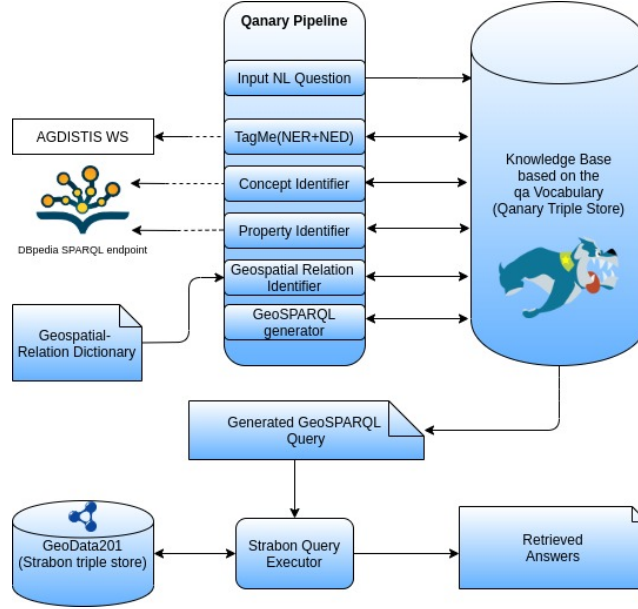 Qanary Pipeline
Input NL Question
AGDISTIS WS
TagMe(NER+NED)
Concept Identifier
DBpedia SPARQL endpoint
Property Identifier
Geospatial Relation
Identifier
GeoSPARQL
generator
Geospatial-
Relation Dictionary
Knowledge Base
based on the
qa Vocabulary
(Qanary Triple Store)
Generated GeoSPARQL
Query
GeoData201
(Strabon triple store)
Strabon Query
Executor
Retrieved
Answers